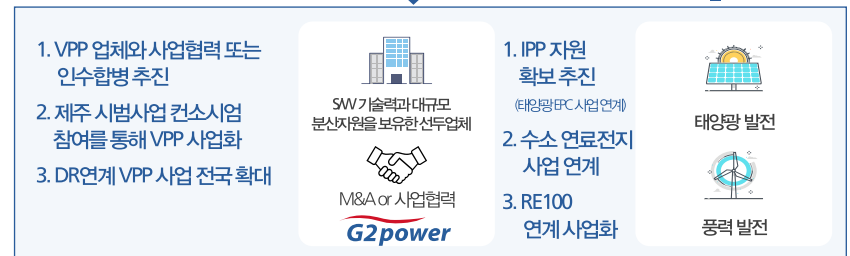 1. VPP 업체와 사업협력 또는
인수합병 추진
2. 제주 시범사업 컨소시엄
참여를 통해 VPP 사업화
3. DR연계 VPP 사업 전국 확대
S/W 기술력과 대규모
분산자원을 보유한 선두업체
M&A or 사업협력
G2power
1. IPP 자원
확보 추진
(태양광 EPC 사업 연계)
2. 수소 연료전지
사업 연계
3. RE100
연계 사업화
태양광 발전
풍력 발전